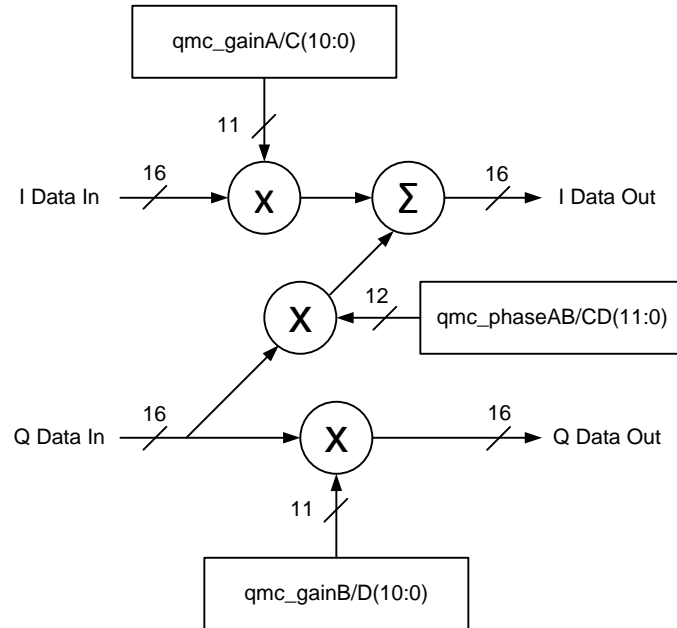 qmc_gainA/C(10:0)
11
16
16
I Data In
X
Σ
I Data Out
12
X
qmc_phaseAB/CD(11:0)
16
16
Q Data In
X
Q Data Out
11
qmc_gainB/D(10:0)